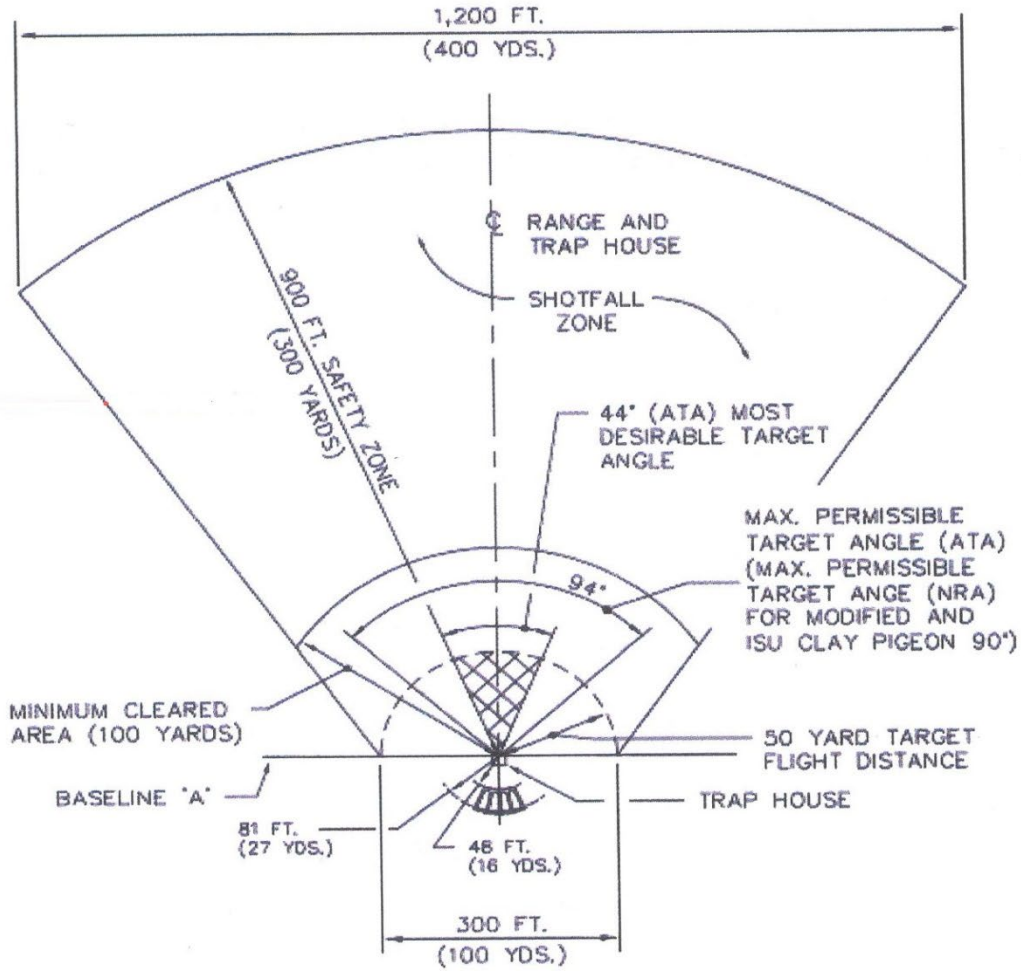 1,200 FT.
(400 YDS.)
℄ RANGE AND
TRAP HOUSE
SHOTFALL
ZONE
900 FT. SAFETY ZONE
(300 YARDS)
44° (ATA) MOST
DESIRABLE TARGET
ANGLE
94°
MAX. PERMISSIBLE
TARGET ANGLE (ATA)
(MAX. PERMISSIBLE
TARGET ANGE (NRA)
FOR MODIFIED AND
ISU CLAY PIGEON 90°)
MINIMUM CLEARED
AREA (100 YARDS)
50 YARD TARGET
FLIGHT DISTANCE
BASELINE "A"
TRAP HOUSE
81 FT.
(27 YDS.)
48 FT.
(16 YDS.)
300 FT.
(100 YDS.)